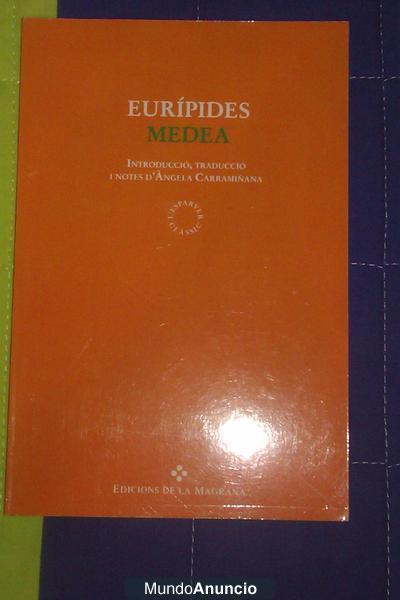 EURÍPIDES
MEDEA
INTRODUCCIÓ, TRADUCCIÓ
I NOTES D'ÀNGELA CARRAMIÑANA
L'ESPARVER
CLÀSSIC
EDICIONS DE LA MAGRANA
MundoAnuncio